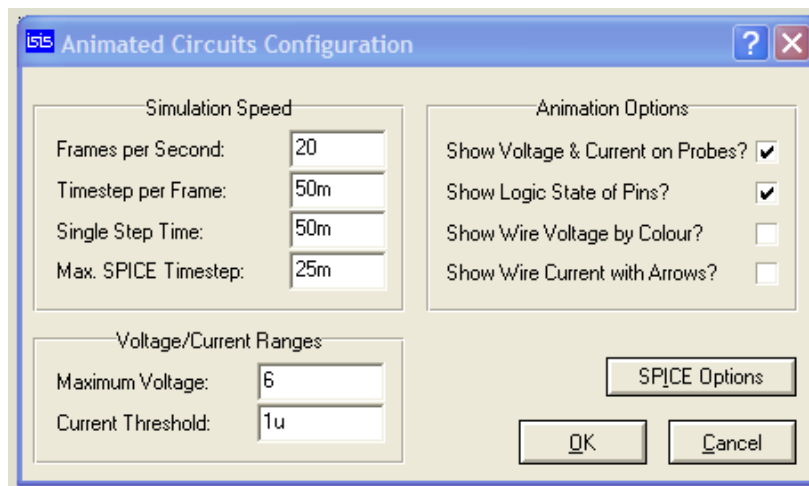 isis Animated Circuits Configuration
Simulation Speed
Frames per Second: 20
Timestep per Frame: 50m
Single Step Time: 50m
Max. SPICE Timestep: 25m
Animation Options
Show Voltage & Current on Probes?
Show Logic State of Pins?
Show Wire Voltage by Colour?
Show Wire Current with Arrows?
Voltage/Current Ranges
Maximum Voltage: 6
Current Threshold: 1u
SPICE Options
OK Cancel